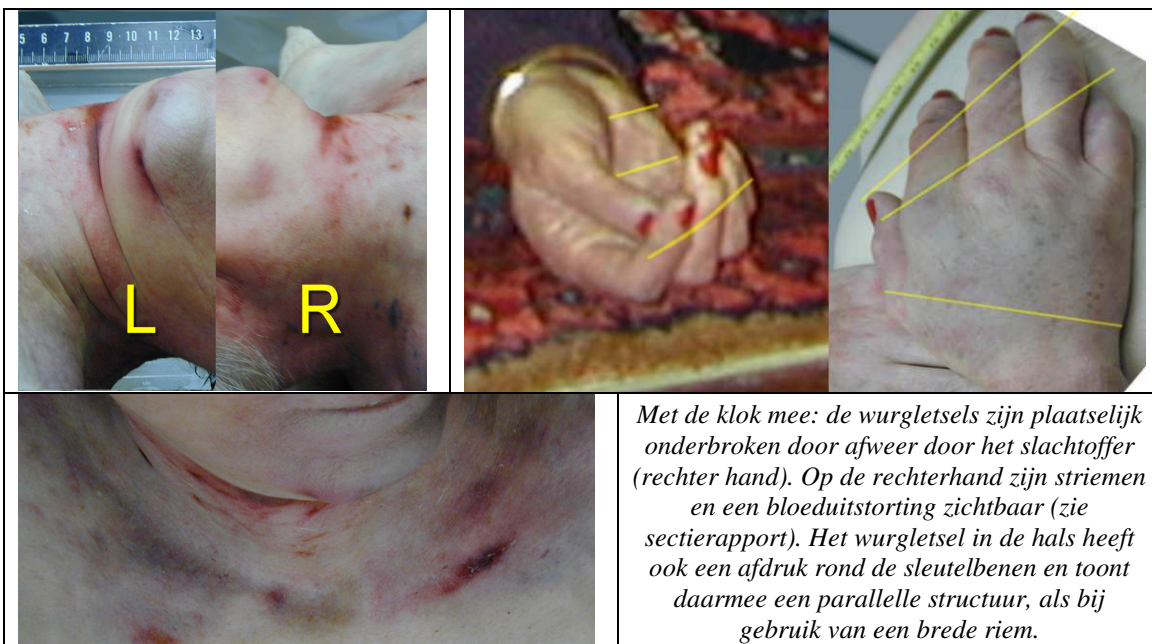 5 6 7 8 9 10 11 12 13 1
L
R
Met de klok mee: de wurgletsels zijn plaatselijk
onderbroken door afweer door het slachtoffer
(rechter hand). Op de rechterhand zijn striemen
en een bloeduitstorting zichtbaar (zie
sectierapport). Het wurgletsel in de hals heeft
ook een afdruk rond de sleutelbenen en toont
daarmee een parallelle structuur, als bij
gebruik van een brede riem.